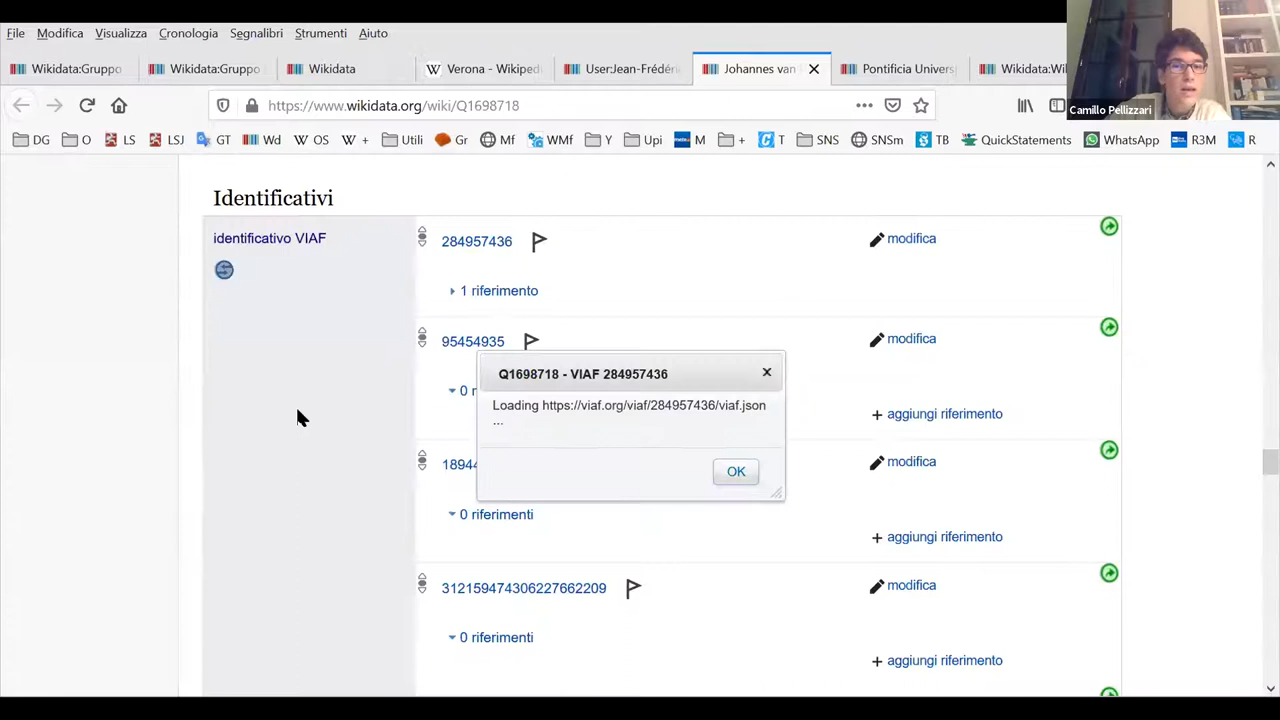 File Modifica Visualizza Cronologia Segnalibri Strumenti Aiuto
Wikidata:Gruppo Wikidata:Gruppo Wikidata Verona - Wikiped User:Jean-Frédéri Johannes van Pontificia Univers Wikidata:Wi
Camillo Pellizzari
https://www.wikidata.org/wiki/Q1698718
DG O LS LSJ GT Wd OS + Utili Gr Mf WMf Y Upi M + T SNS SNSm TB QuickStatements WhatsApp R3M R
Identificativi
identificativo VIAF
284957436
modifica
1 riferimento
95454935
modifica
0 r
+ aggiungi riferimento
Q1698718 - VIAF 284957436
Loading https://viaf.org/viaf/284957436/viaf.json
...
OK
18944
modifica
0 riferimenti
+ aggiungi riferimento
312159474306227662209
modifica
0 riferimenti
+ aggiungi riferimento